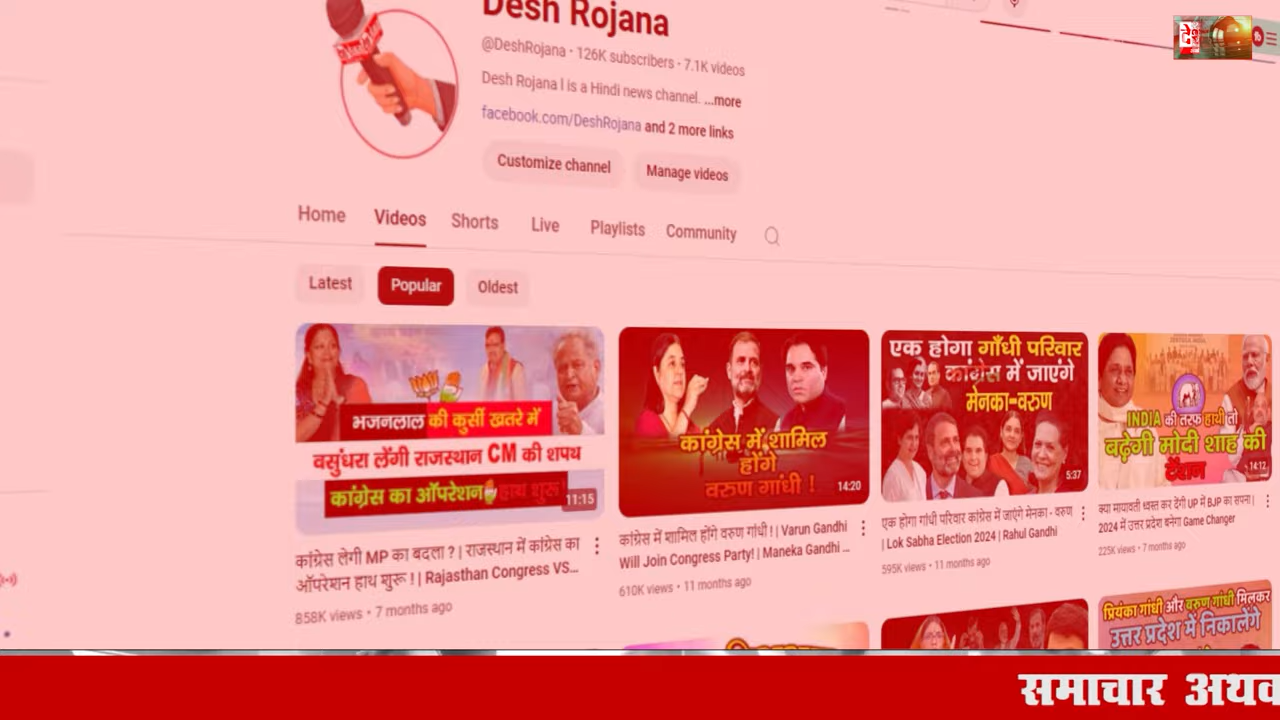 Desh Rojana
@DeshRojana • 126K subscribers • 7.1K videos
Desh Rojana l is a Hindi news channel. ...more
facebook.com/DeshRojana and 2 more links
Customize channel
Manage videos
Home
Videos
Shorts
Live
Playlists
Community
Latest
Popular
Oldest
भजनलाल की कुर्सी खतरे में
वसुंधरा लेंगी राजस्थान CM की शपथ
कांग्रेस का ऑपरेशन हाथ शुरू!
11:15
कांग्रेस लेगी MP का बदला ? | राजस्थान में कांग्रेस का
ऑपरेशन हाथ शुरू ! | Rajasthan Congress VS...
858K views • 7 months ago
कांग्रेस में शामिल
होंगे
वरुण गांधी !
14:20
कांग्रेस में शामिल होंगे वरुण गांधी ! | Varun Gandhi
Will Join Congress Party! | Maneka Gandhi ...
610K views • 11 months ago
एक होगा गाँधी परिवार
कांग्रेस में जाएंगे
मेनका-वरुण
5:37
एक होगा गांधी परिवार कांग्रेस में जाएंगे मेनका - वरुण
| Lok Sabha Election 2024 | Rahul Gandhi
595K views • 11 months ago
INDIA की तरफ हाथी तो
बढ़ेगी मोदी शाह की
टेंशन
14:12
क्या मायावती ध्वस्त कर देंगी UP में BJP का सपना |
2024 में उत्तर प्रदेश बनेगा Game Changer
225K views • 7 months ago
प्रियंका गांधी और वरुण गांधी मिलकर
उत्तर प्रदेश में निकालेंगे
समाचार अथव